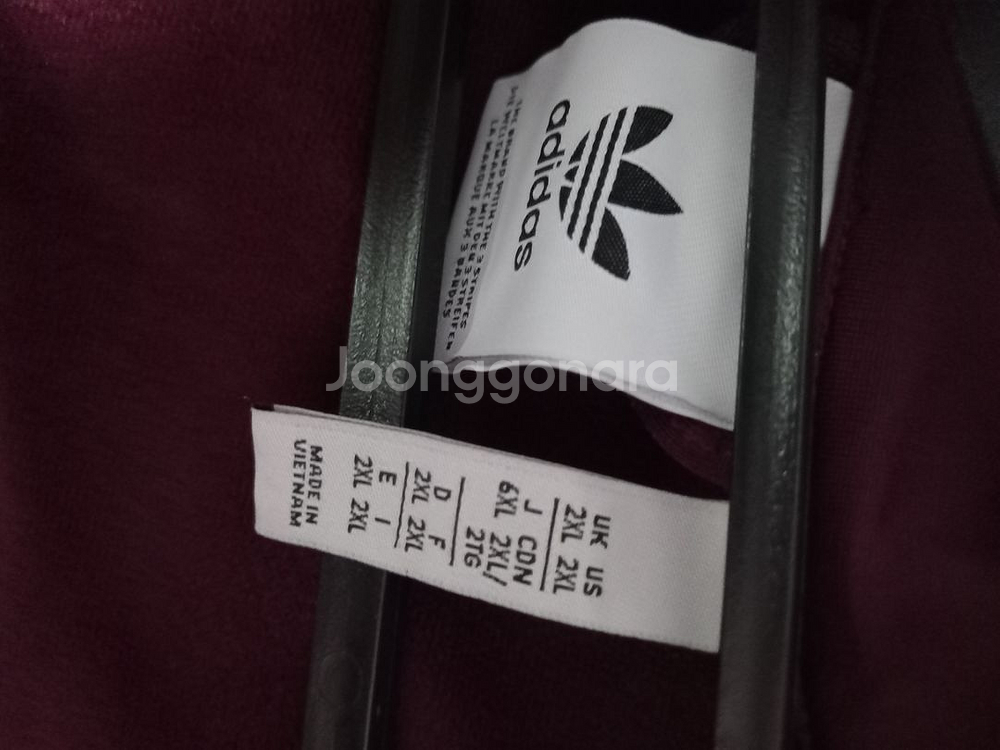 adidas
THE BRAND WITH THE 3 STRIPES
DIE WELTMARKE MIT DEN 3 STREIFEN
LA MARQUE AUX 3 BANDES
Joonggonara
UK US
2XL 2XL
J CDN
6XL 2XL/
2TG
D F
2XL 2XL
E I
2XL 2XL
MADE IN
VIETNAM